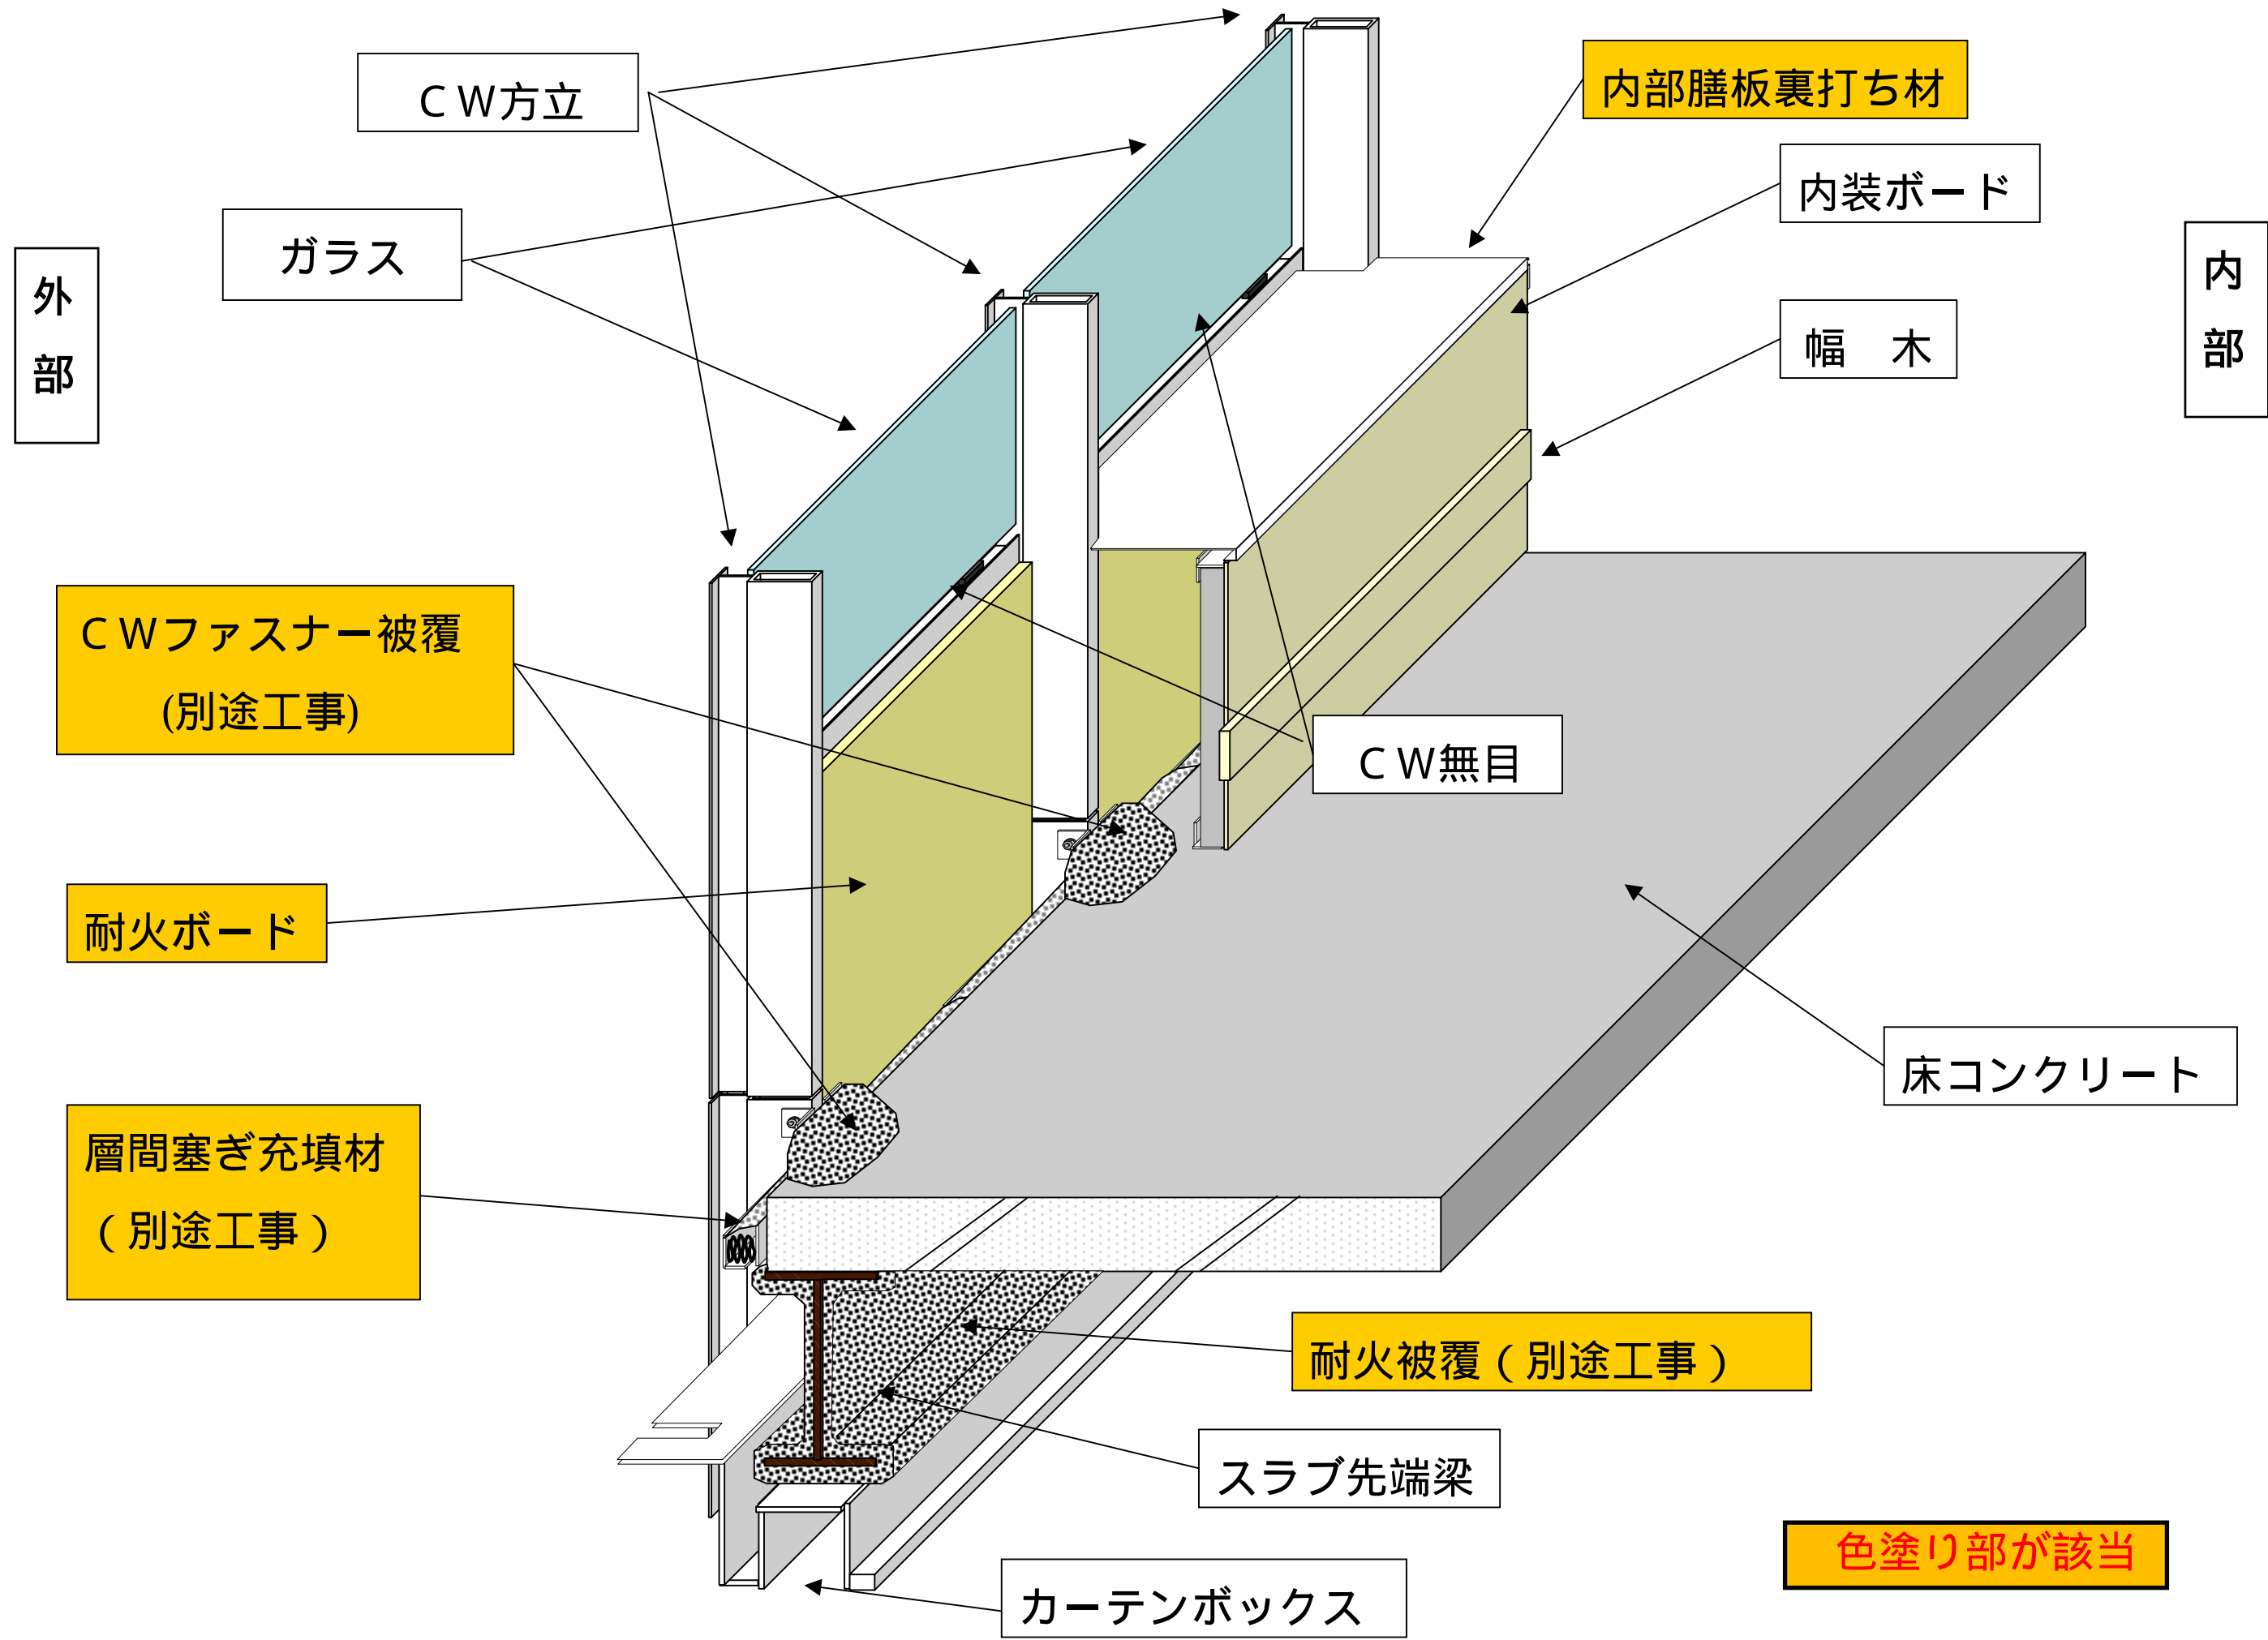 ＣＷ方立
内部膳板裏打ち材
内装ボード
ガラス
外部
内部
幅　木
ＣＷファスナー被覆
(別途工事)
ＣＷ無目
耐火ボード
床コンクリート
層間塞ぎ充填材
（別途工事）
耐火被覆（別途工事）
スラブ先端梁
色塗り部が該当
カーテンボックス